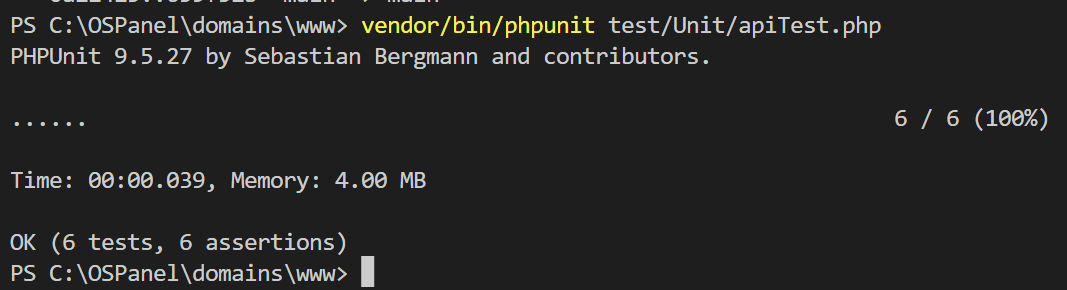 PS C:\OSPanel\domains\www> vendor/bin/phpunit test/Unit/apiTest.php
PHPUnit 9.5.27 by Sebastian Bergmann and contributors.
...... 6 / 6 (100%)
Time: 00:00.039, Memory: 4.00 MB
OK (6 tests, 6 assertions)
PS C:\OSPanel\domains\www>